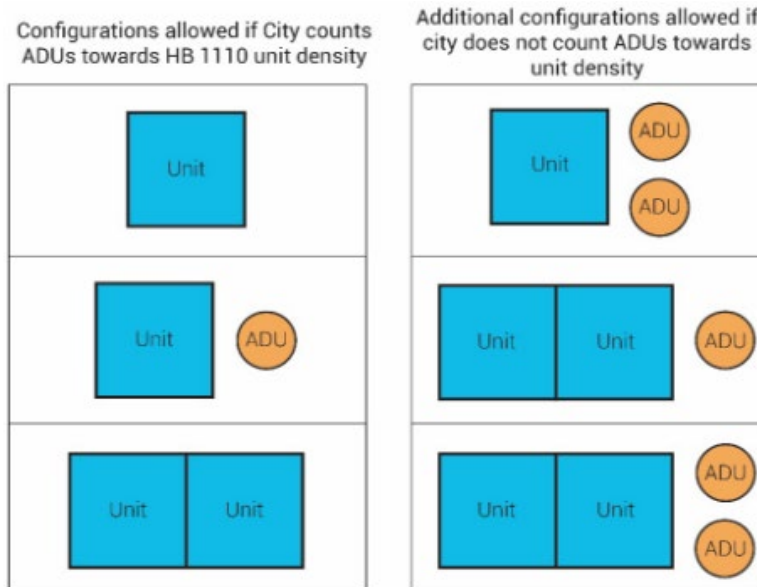 Configurations allowed if City counts
ADUs towards HB 1110 unit density
Unit
Unit ADU
Unit Unit
Additional configurations allowed if
city does not count ADUs towards
unit density
Unit
ADU
ADU
Unit Unit ADU
Unit Unit
ADU
ADU